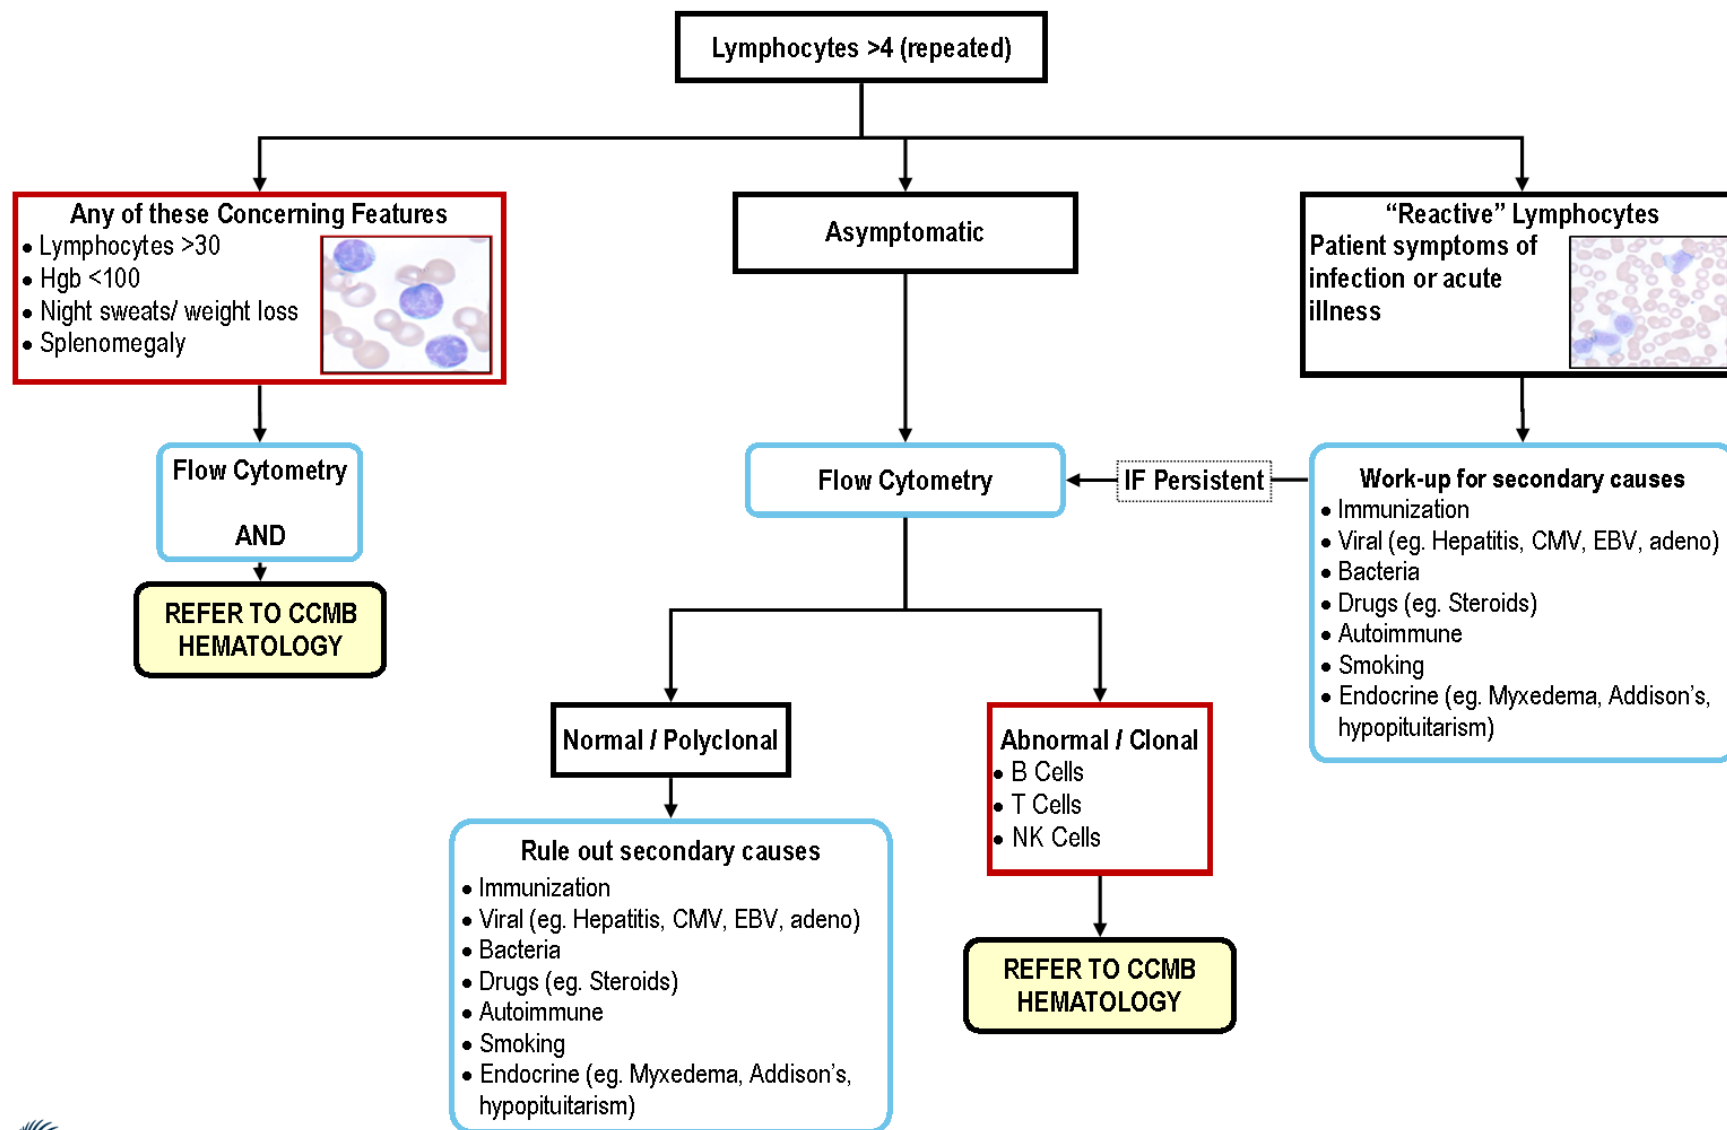 Lymphocytes >4 (repeated)
Any of these Concerning Features
• Lymphocytes >30
• Hgb <100
• Night sweats/ weight loss
• Splenomegaly
Asymptomatic
“Reactive” Lymphocytes
Patient symptoms of
infection or acute
illness
Flow Cytometry
AND
REFER TO CCMB
HEMATOLOGY
Flow Cytometry
IF Persistent
Work-up for secondary causes
• Immunization
• Viral (eg. Hepatitis, CMV, EBV, adeno)
• Bacteria
• Drugs (eg. Steroids)
• Autoimmune
• Smoking
• Endocrine (eg. Myxedema, Addison’s,
hypopituitarism)
Normal / Polyclonal
Abnormal / Clonal
• B Cells
• T Cells
• NK Cells
Rule out secondary causes
• Immunization
• Viral (eg. Hepatitis, CMV, EBV, adeno)
• Bacteria
• Drugs (eg. Steroids)
• Autoimmune
• Smoking
• Endocrine (eg. Myxedema, Addison’s,
hypopituitarism)
REFER TO CCMB
HEMATOLOGY